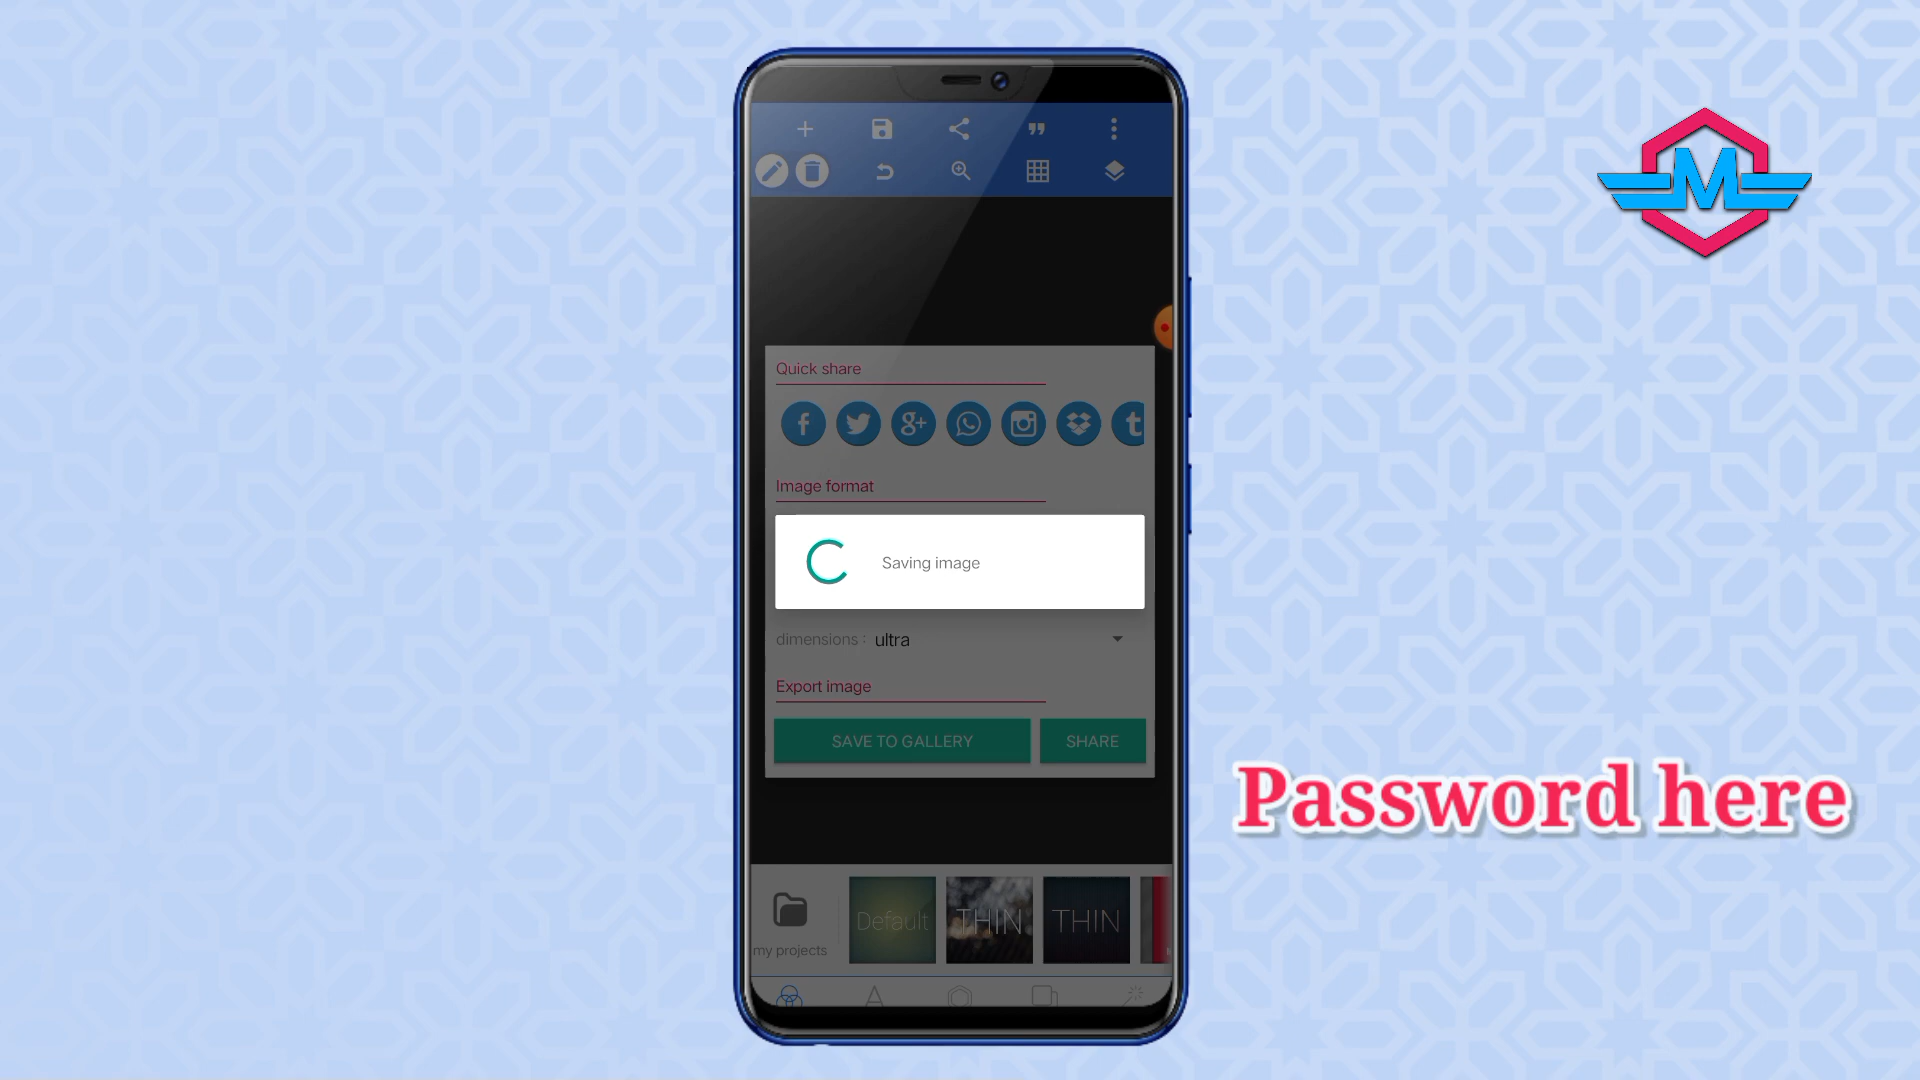 Quick share
Image format
Saving image
dimensions : ultra
Export image
SAVE TO GALLERY
SHARE
my projects
Default
THIN
THIN
M
Password here